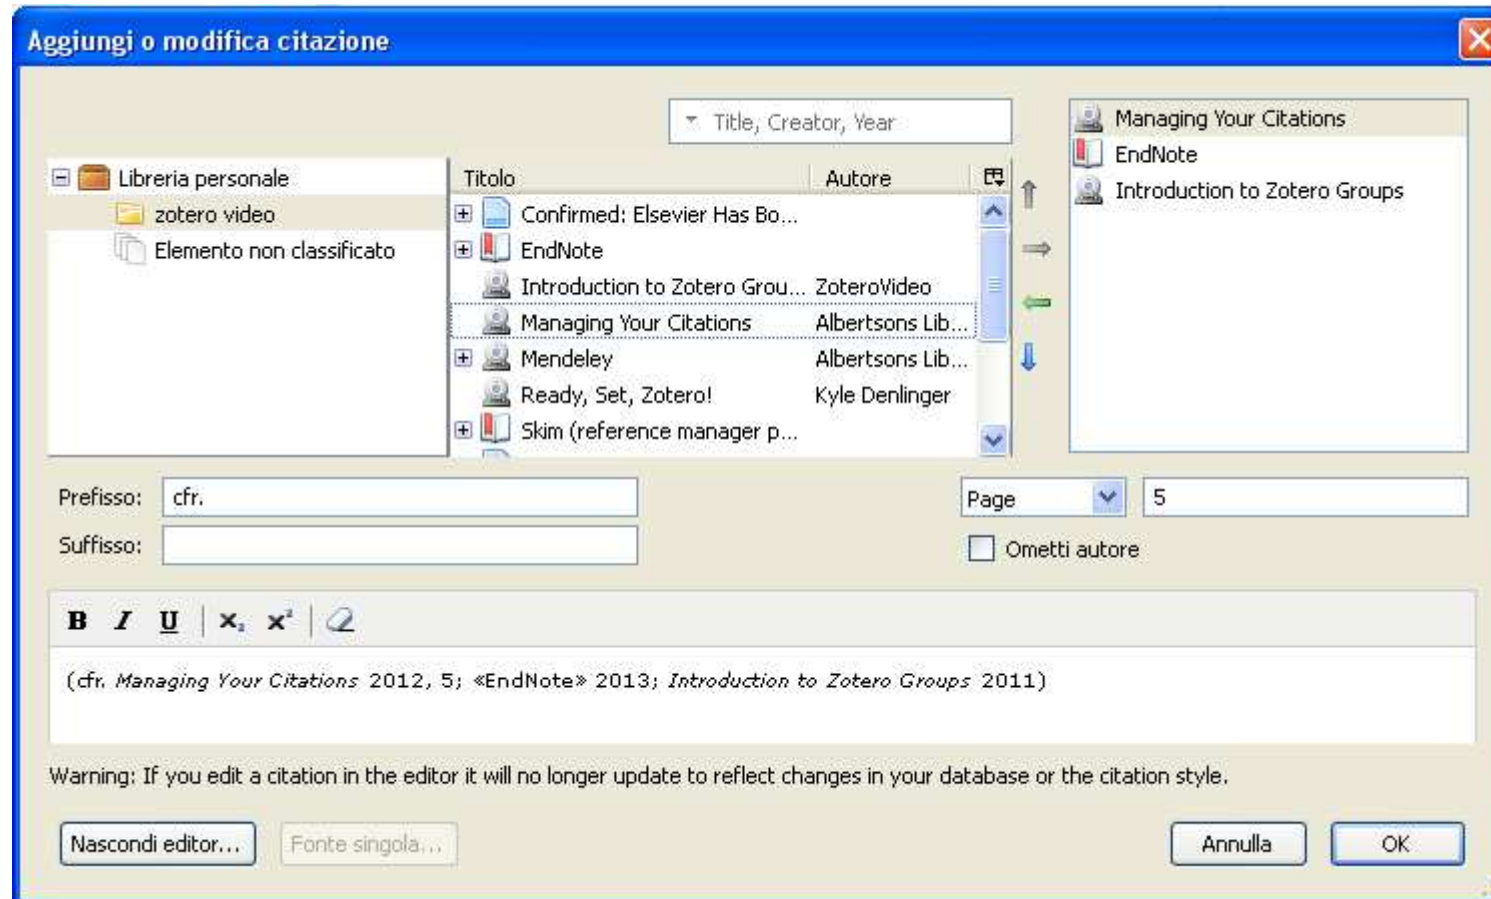 Aggiungi o modifica citazione
Title, Creator, Year
Libreria personale
zotero video
Elemento non classificato
Titolo Autore
Confirmed: Elsevier Has Bo...
EndNote
Introduction to Zotero Grou... ZoteroVideo
Managing Your Citations Albertsons Lib...
Mendeley Albertsons Lib...
Ready, Set, Zotero! Kyle Denlinger
Skim (reference manager p...
Managing Your Citations
EndNote
Introduction to Zotero Groups
Prefisso: cfr.
Page 5
Suffisso:
Ometti autore
B I U x₂ x²
(cfr. Managing Your Citations 2012, 5; «EndNote» 2013; Introduction to Zotero Groups 2011)
Warning: If you edit a citation in the editor it will no longer update to reflect changes in your database or the citation style.
Nascondi editor... Fonte singola... Annulla OK